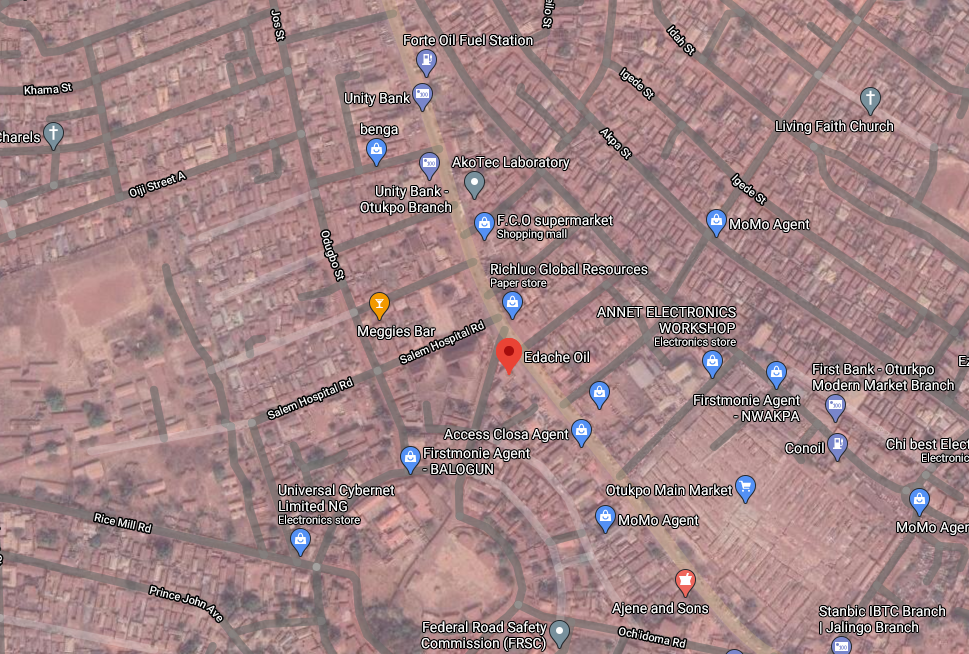 Jos St
Idah St
Forte Oil Fuel Station
Igede St
Khama St
Unity Bank
Living Faith Church
benga
Charels
Akpa St
AkoTec Laboratory
Oiji Street A
Unity Bank -
Otukpo Branch
Igede St
F.C.O supermarket
Shopping mall
MoMo Agent
Odugbo St
Richluc Global Resources
Paper store
ANNET ELECTRONICS
WORKSHOP
Electronics store
Meggies Bar
Salem Hospital Rd
Edache Oil
First Bank - Oturkpo
Modern Market Branch
Salem Hospital Rd
Firstmonie Agent
- NWAKPA
Access Closa Agent
Conoil
Chi best Elect
Electronic
Firstmonie Agent
- BALOGUN
Universal Cybernet
Limited NG
Electronics store
Otukpo Main Market
Rice Mill Rd
MoMo Agent
MoMo Ager
Prince John Ave
Ajene and Sons
Stanbic IBTC Branch
| Jalingo Branch
Federal Road Safety
Commission (FRSC)
Och'idoma Rd